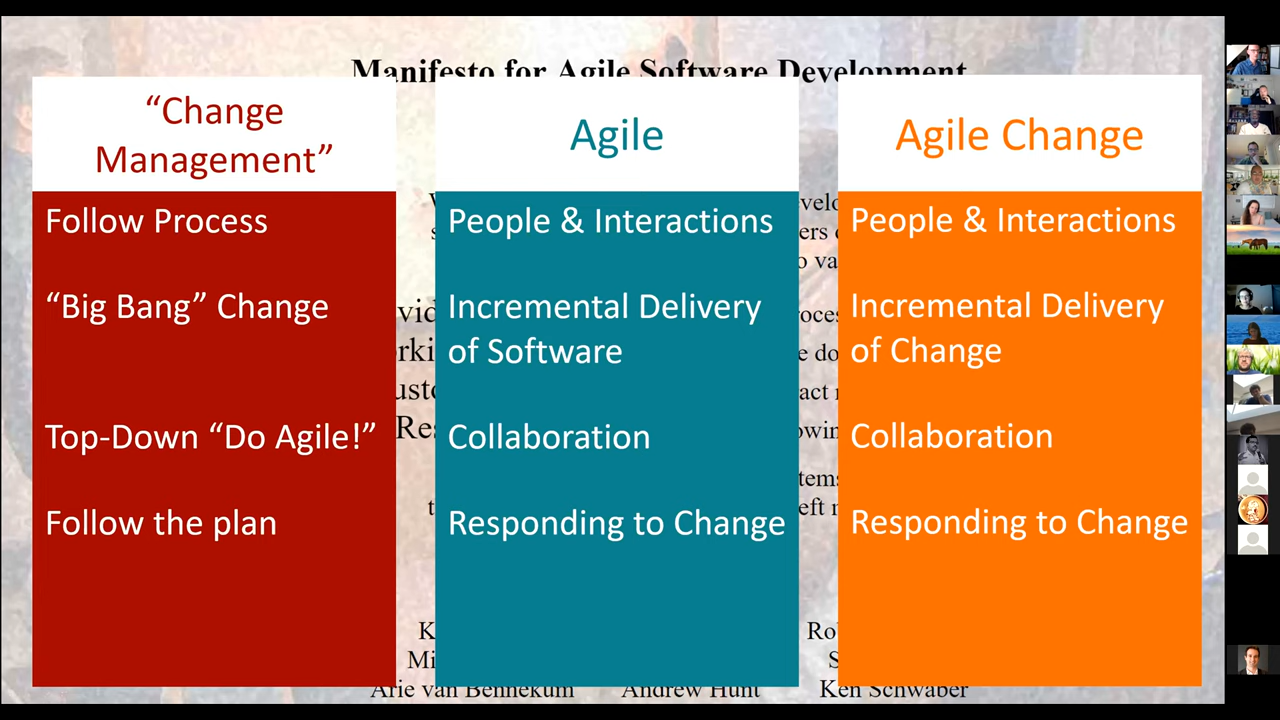 Manifesto for Agile Software Development
“Change
Management”
Agile
Agile Change
Follow Process
People & Interactions
People & Interactions
“Big Bang” Change
Incremental Delivery
of Software
Incremental Delivery
of Change
Top-Down “Do Agile!”
Collaboration
Collaboration
Follow the plan
Responding to Change
Responding to Change
Arie van Bennekum
Andrew Hunt
Ken Schwaber